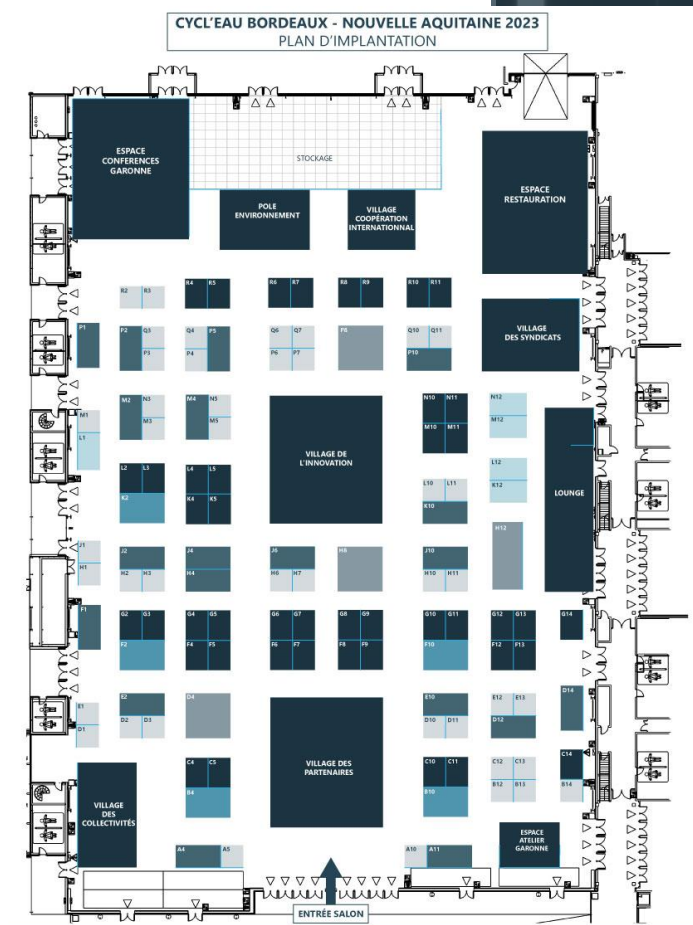 CYCL'EAU BORDEAUX - NOUVELLE AQUITAINE 2023
PLAN D'IMPLANTATION
ESPACE
CONFERENCES
GARONNE
STOCKAGE
POLE
ENVIRONNEMENT
VILLAGE
COOPÉRATION
INTERNATIONNAL
ESPACE
RESTAURATION
R2 R3 R4 R5 R6 R7 R8 R9 R10 R11
VILLAGE
DES SYNDICATS
P1 P2 Q3 Q4 P5 Q6 Q7 P8 Q10 Q11
P3 P4 P6 P7 P10
M2 N3 M4 N5 N10 N11 N12
M1 M3 M5 M10 M11 M12
L1
VILLAGE DE
L'INNOVATION
L2 L3 L4 L5 L12
K2 K4 K5 L10 L11 K12
K10
LOUNGE
H12
J1 J2 J4 J6 H8 J10
H1 H2 H3 H4 H6 H7 H10 H11
F1 G2 G3 G4 G5 G6 G7 G8 G9 G10 G11 G12 G13 G14
F2 F4 F5 F6 F7 F8 F9 F10 F12 F13
E1 E2 D4 E10 E12 E13 D14
D1 D2 D3 D10 D11 D12
VILLAGE DES
PARTENAIRES
C4 C5 C10 C11 C12 C13 C14
B4 B10 B12 B13 B14
VILLAGE
DES
COLLECTIVITÉS
ESPACE
ATELIER
GARONNE
A4 A5 A10 A11
ENTRÉE SALON